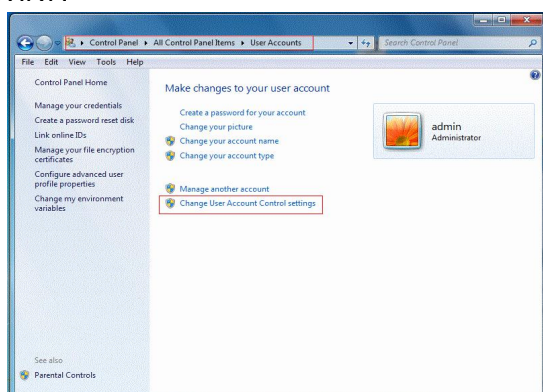 Control Panel ▸ All Control Panel Items ▸ User Accounts
Search Control Panel
File Edit View Tools Help
Control Panel Home
Manage your credentials
Create a password reset disk
Link online IDs
Manage your file encryption
certificates
Configure advanced user
profile properties
Change my environment
variables
See also
Parental Controls
Make changes to your user account
Create a password for your account
Change your picture
Change your account name
Change your account type
Manage another account
Change User Account Control settings
admin
Administrator